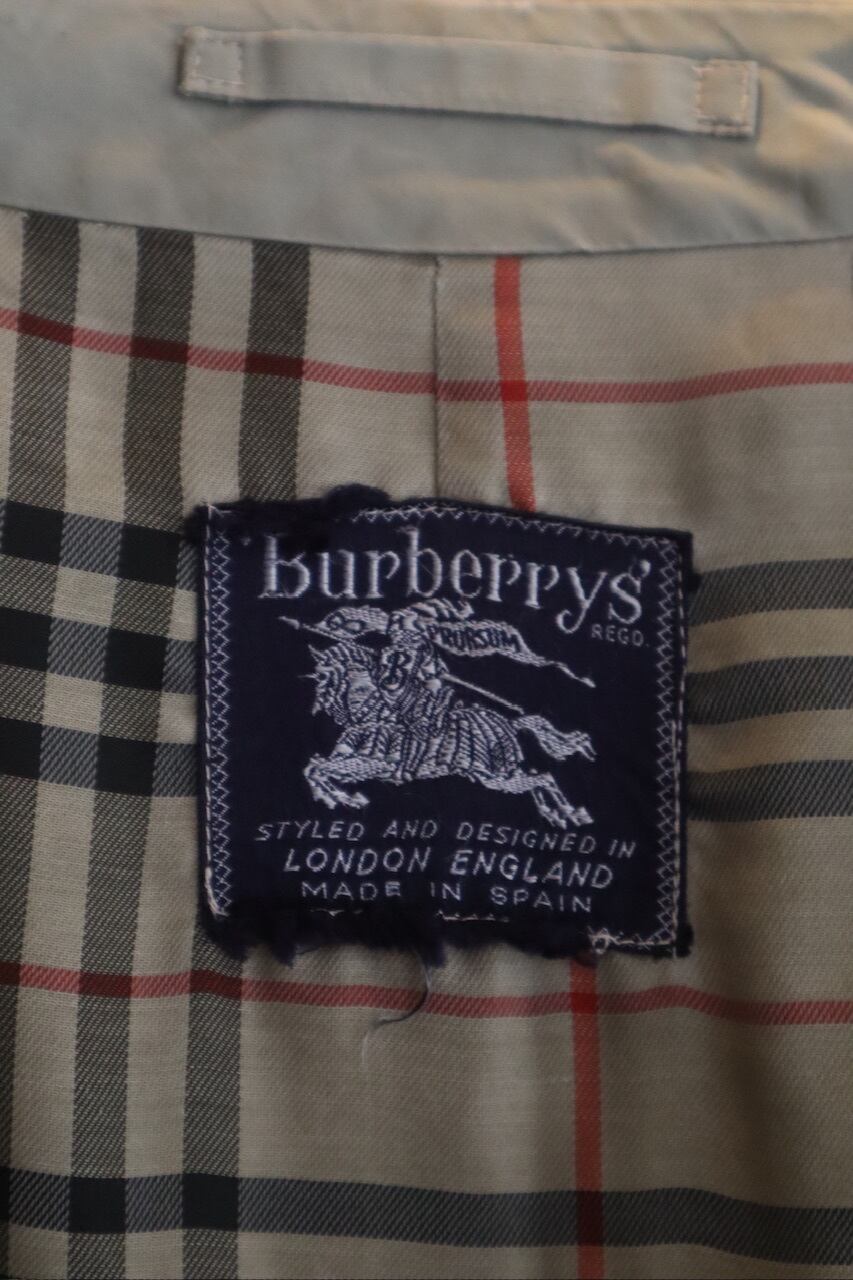 Burberrys'
REGD.
PRORSUM
B
STYLED AND DESIGNED IN
LONDON ENGLAND
MADE IN SPAIN